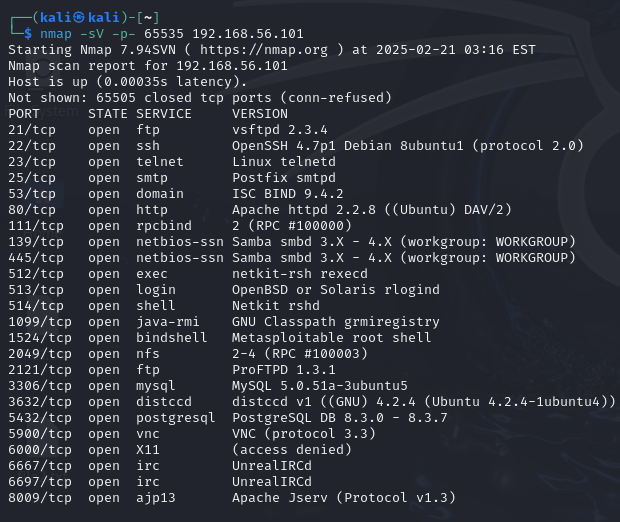 ┌──(kali㉿kali)-[~]
└─$ nmap -sV -p- 65535 192.168.56.101
Starting Nmap 7.94SVN ( https://nmap.org ) at 2025-02-21 03:16 EST
Nmap scan report for 192.168.56.101
Host is up (0.00035s latency).
Not shown: 65505 closed tcp ports (conn-refused)
PORT     STATE SERVICE     VERSION
21/tcp   open  ftp         vsftpd 2.3.4
22/tcp   open  ssh         OpenSSH 4.7p1 Debian 8ubuntu1 (protocol 2.0)
23/tcp   open  telnet      Linux telnetd
25/tcp   open  smtp        Postfix smtpd
53/tcp   open  domain      ISC BIND 9.4.2
80/tcp   open  http        Apache httpd 2.2.8 ((Ubuntu) DAV/2)
111/tcp  open  rpcbind     2 (RPC #100000)
139/tcp  open  netbios-ssn Samba smbd 3.X - 4.X (workgroup: WORKGROUP)
445/tcp  open  netbios-ssn Samba smbd 3.X - 4.X (workgroup: WORKGROUP)
512/tcp  open  exec        netkit-rsh rexecd
513/tcp  open  login       OpenBSD or Solaris rlogind
514/tcp  open  shell       Netkit rshd
1099/tcp open  java-rmi    GNU Classpath grmiregistry
1524/tcp open  bindshell   Metasploitable root shell
2049/tcp open  nfs         2-4 (RPC #100003)
2121/tcp open  ftp         ProFTPD 1.3.1
3306/tcp open  mysql       MySQL 5.0.51a-3ubuntu5
3632/tcp open  distccd     distccd v1 ((GNU) 4.2.4 (Ubuntu 4.2.4-1ubuntu4))
5432/tcp open  postgresql  PostgreSQL DB 8.3.0 - 8.3.7
5900/tcp open  vnc         VNC (protocol 3.3)
6000/tcp open  X11         (access denied)
6667/tcp open  irc         UnrealIRCd
6697/tcp open  irc         UnrealIRCd
8009/tcp open  ajp13       Apache Jserv (Protocol v1.3)